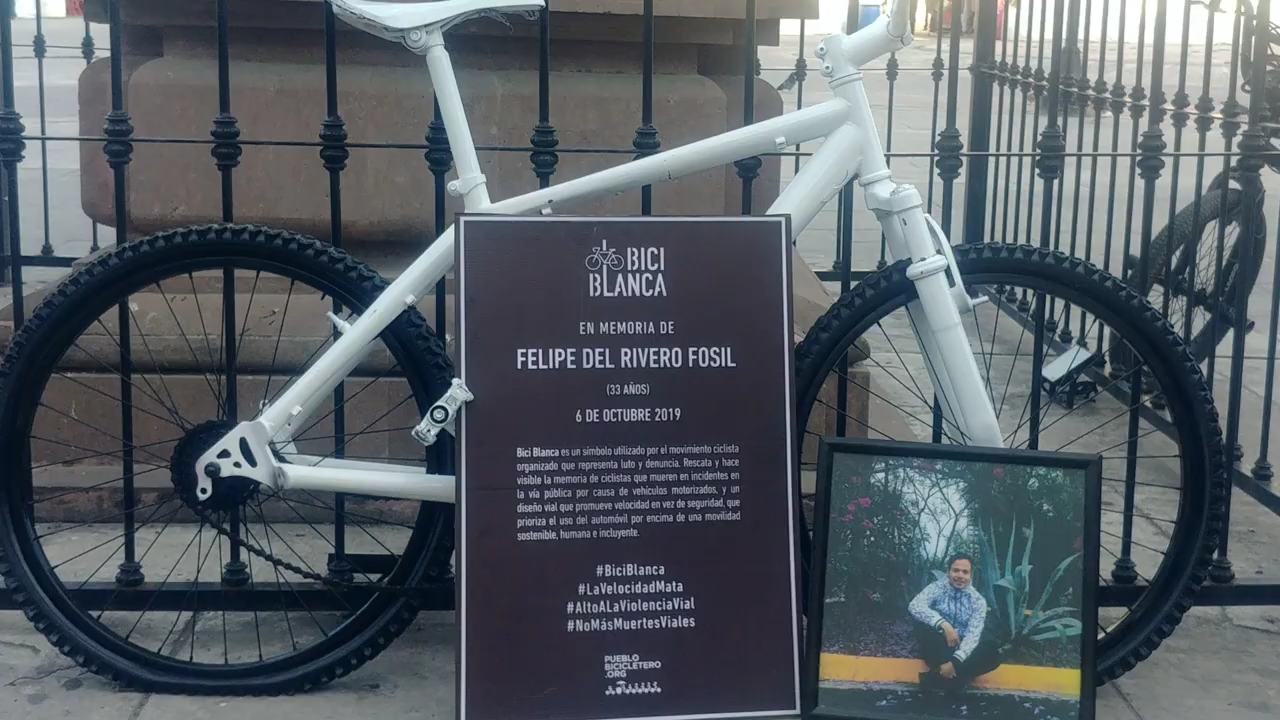 BICI
BLANCA
EN MEMORIA DE
FELIPE DEL RIVERO FOSIL
(33 AÑOS)
6 DE OCTUBRE 2019
Bici Blanca es un símbolo utilizado por el movimiento ciclista
organizado que representa luto y denuncia. Rescata y hace
visible la memoria de ciclistas que mueren en incidentes en
la vía pública por causa de vehículos motorizados, y un
diseño vial que promueve velocidad en vez de seguridad, que
prioriza el uso del automóvil por encima de una movilidad
sostenible, humana e incluyente.
#BiciBlanca
#LaVelocidadMata
#AltoALaViolenciaVial
#NoMásMuertesViales
PUEBLO
BICICLETERO
.ORG